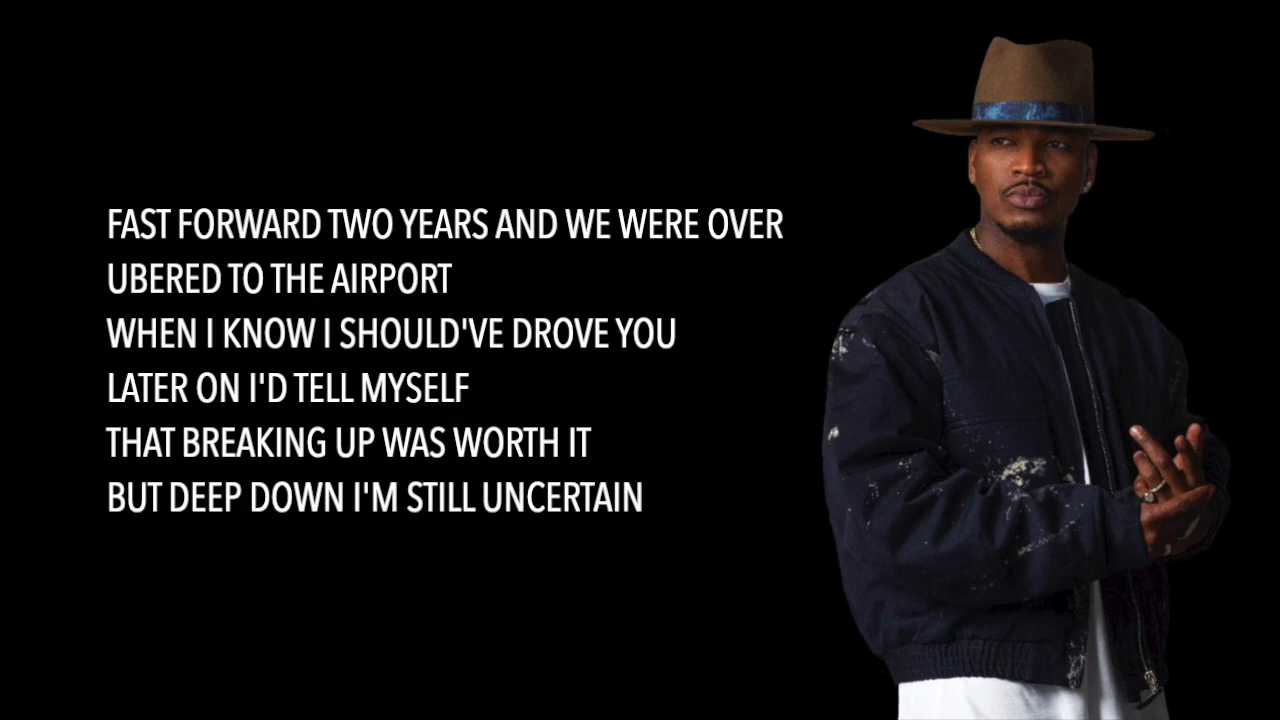 FAST FORWARD TWO YEARS AND WE WERE OVER
UBERED TO THE AIRPORT
WHEN I KNOW I SHOULD'VE DROVE YOU
LATER ON I'D TELL MYSELF
THAT BREAKING UP WAS WORTH IT
BUT DEEP DOWN I'M STILL UNCERTAIN